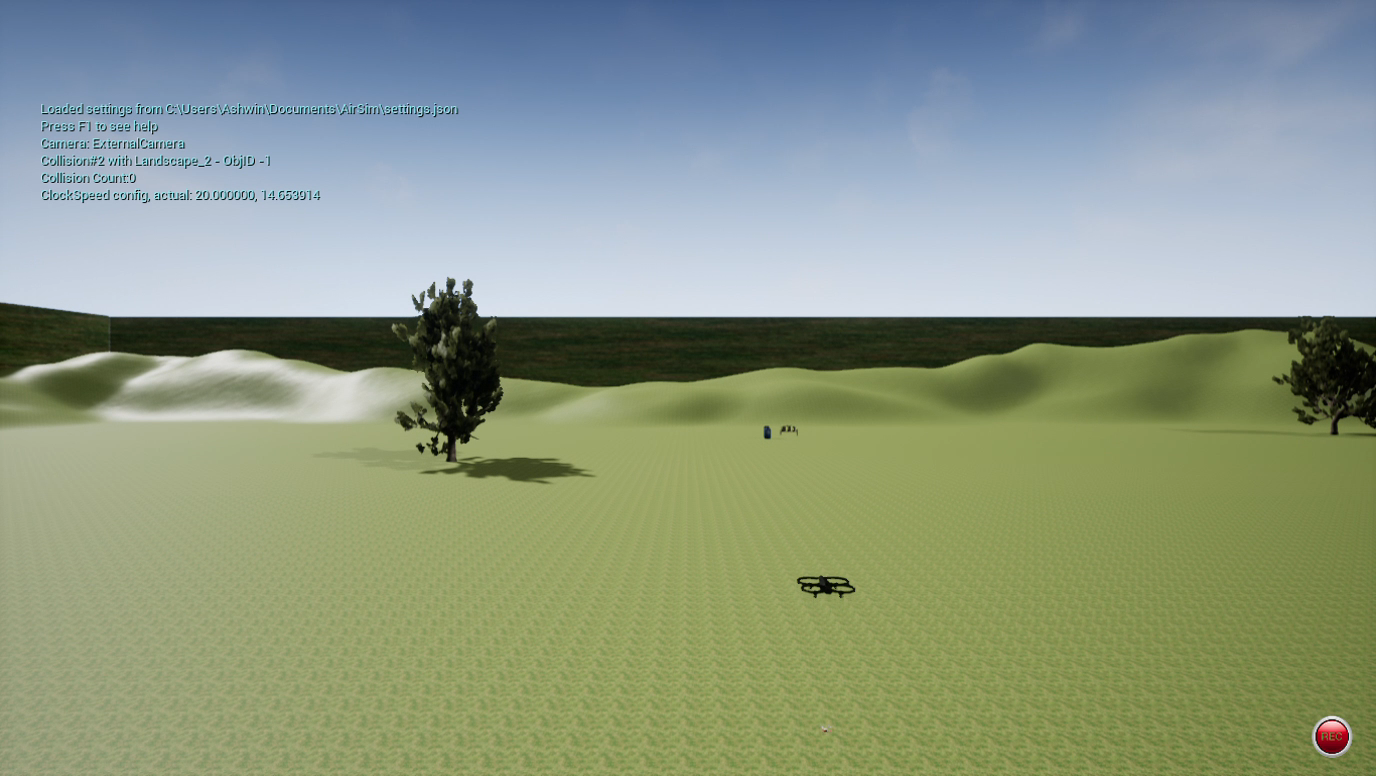 Loaded settings from C:\Users\Ashwin\Documents\AirSim\settings.json
Press F1 to see help
Camera: ExternalCamera
Collision#2 with Landscape_2 - ObjID -1
Collision Count:0
ClockSpeed config, actual: 20.000000, 14.653914
REC